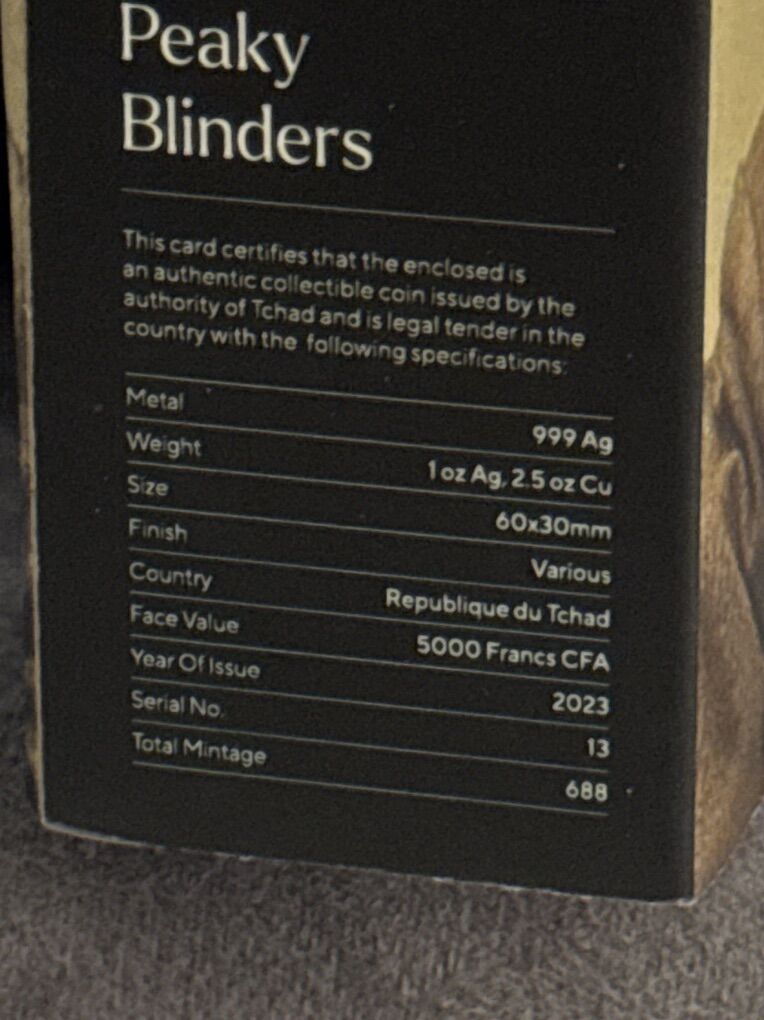 Peaky
Blinders
This card certifies that the enclosed is
an authentic collectible coin issued by the
authority of Tchad and is legal tender in the
country with the following specifications:
Metal 999 Ag
Weight 1 oz Ag, 2.5 oz Cu
Size 60x30mm
Finish Various
Country Republique du Tchad
Face Value 5000 Francs CFA
Year Of Issue 2023
Serial No. 13
Total Mintage 688